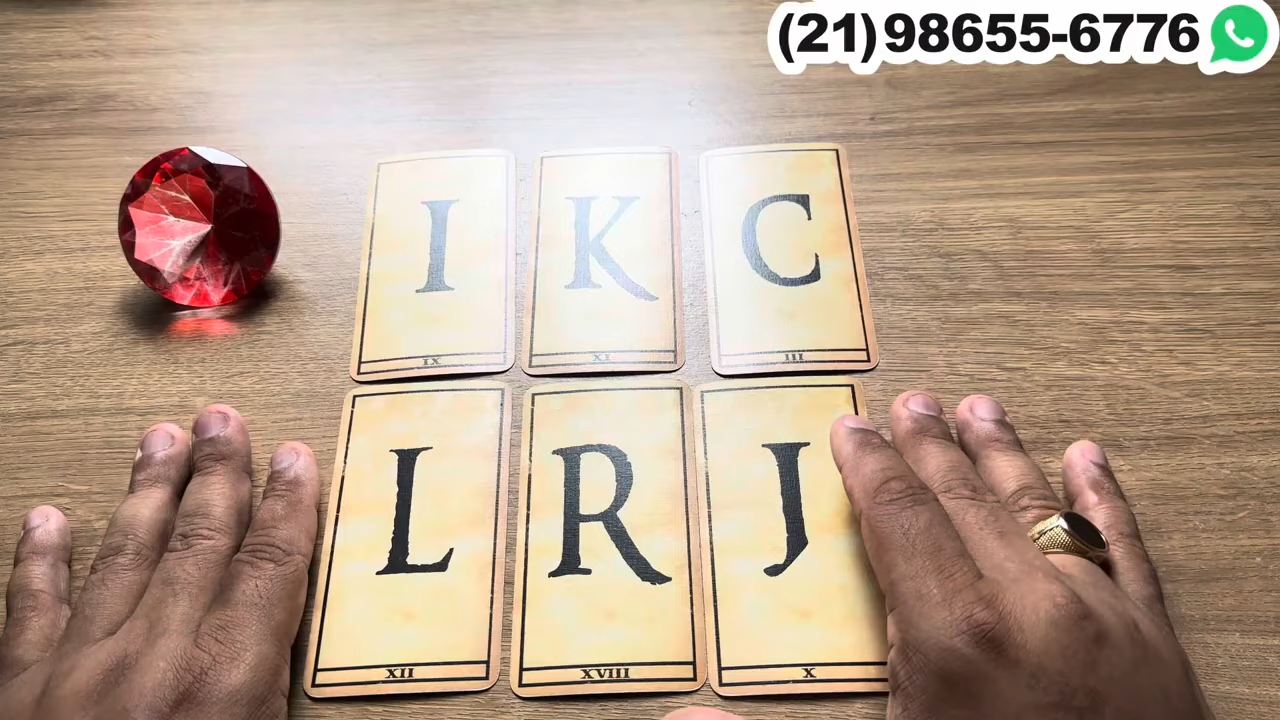 (21)98655-6776
I K C
IX XI III
L R J
XII XVIII X